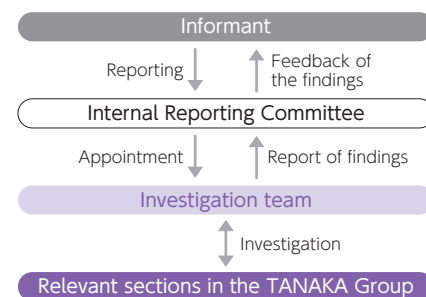 Informant
Reporting
Feedback of
the findings
Internal Reporting Committee
Appointment
Report of findings
Investigation team
Investigation
Relevant sections in the TANAKA Group